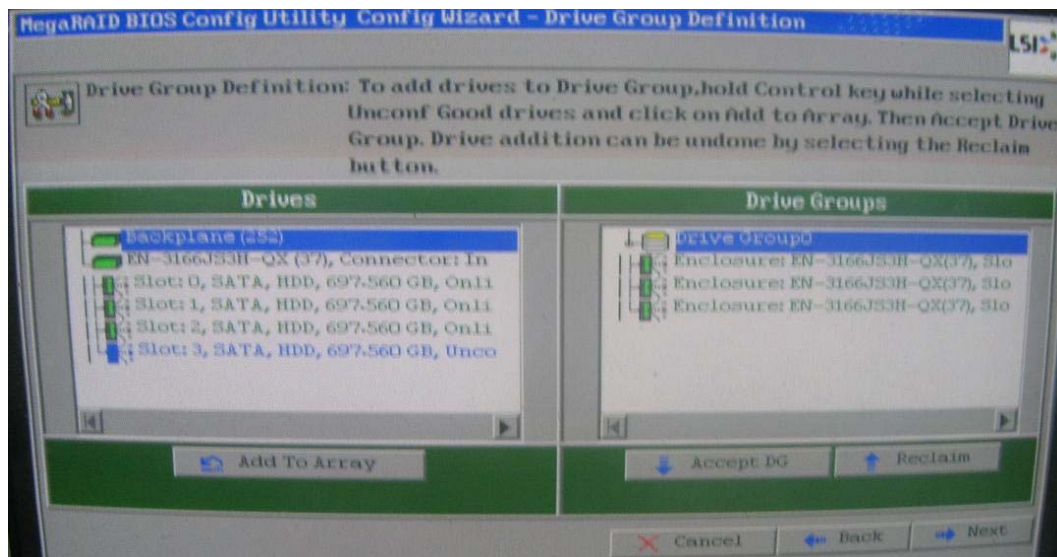 MegaRAID BIOS Config Utility Config Wizard – Drive Group Definition
LSI
Drive Group Definition: To add drives to Drive Group,hold Control key while selecting
Unconf Good drives and click on Add to Array. Then Accept Drive
Group. Drive addition can be undone by selecting the Reclaim
button.
Drives
Backplane (252)
EN-3166JS3H-QX (37), Connector: In
Slot: 0, SATA, HDD, 697.560 GB, Onli
Slot: 1, SATA, HDD, 697.560 GB, Onli
Slot: 2, SATA, HDD, 697.560 GB, Onli
Slot: 3, SATA, HDD, 697.560 GB, Unco
Add To Array
Drive Groups
Drive Group0
Enclosure: EN-3166JS3H-QX(37), Slo
Enclosure: EN-3166JS3H-QX(37), Slo
Enclosure: EN-3166JS3H-QX(37), Slo
Accept DG
Reclaim
Cancel
Back
Next